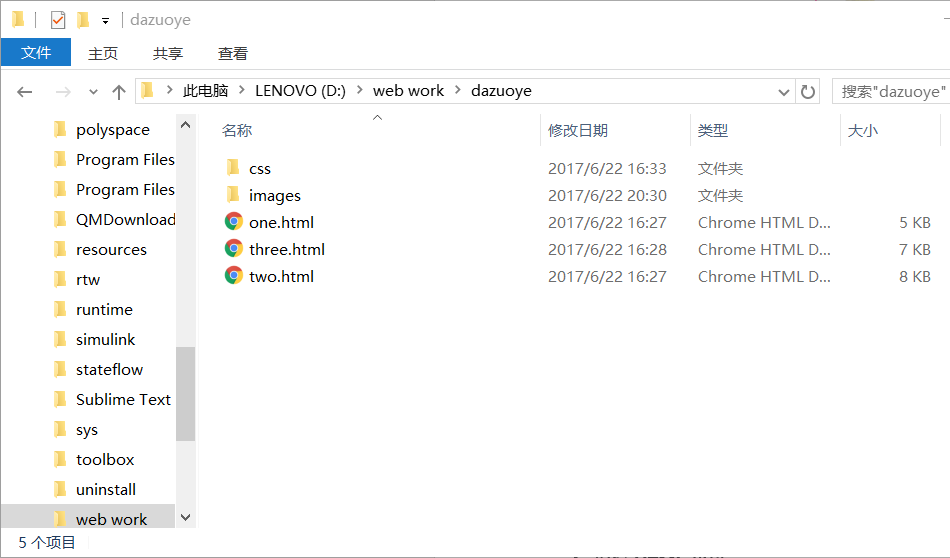 dazuoye
文件 主页 共享 查看
此电脑 LENOVO (D:) web work dazuoye 搜索"dazuoye"
名称 修改日期 类型 大小
polyspace
Program Files
Program Files
QMDownload
resources
rtw
runtime
simulink
stateflow
Sublime Text
sys
toolbox
uninstall
web work
css 2017/6/22 16:33 文件夹
images 2017/6/22 20:30 文件夹
one.html 2017/6/22 16:27 Chrome HTML D... 5 KB
three.html 2017/6/22 16:28 Chrome HTML D... 7 KB
two.html 2017/6/22 16:27 Chrome HTML D... 8 KB
5 个项目